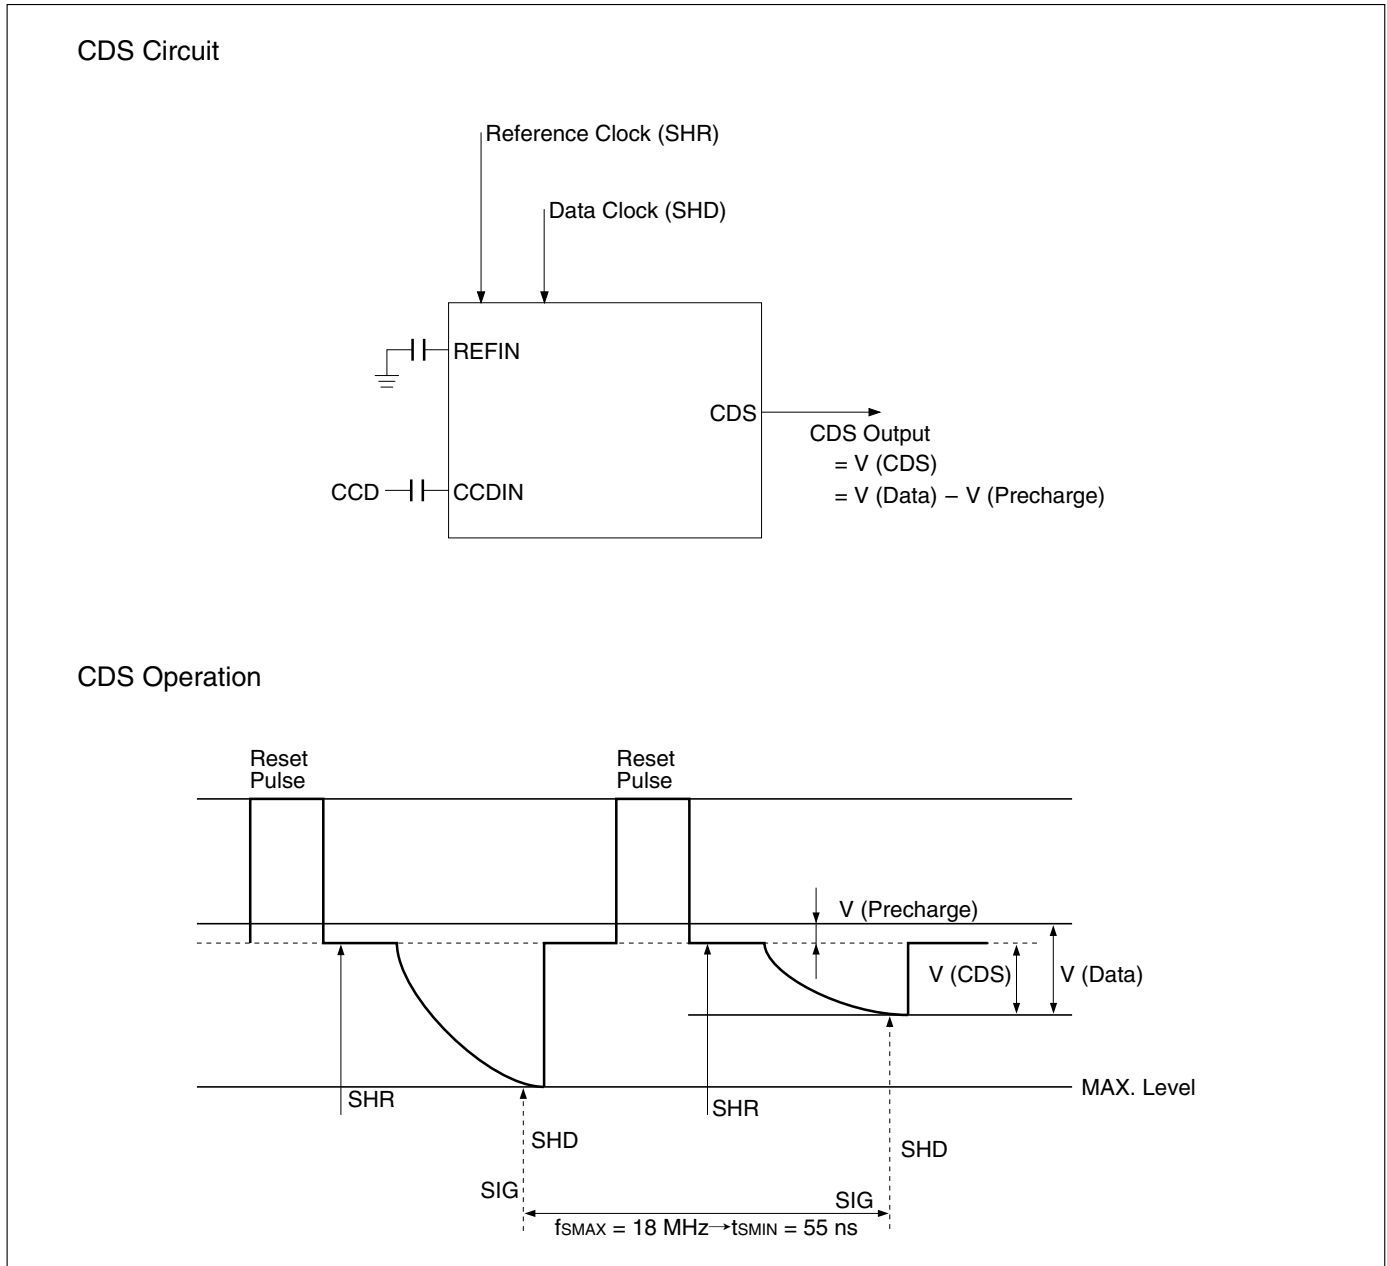 CDS Circuit
Reference Clock (SHR)
Data Clock (SHD)
REFIN
CDS
CDS Output
= V (CDS)
= V (Data) – V (Precharge)
CCD
CCDIN
CDS Operation
Reset
Pulse
Reset
Pulse
V (Precharge)
V (CDS)
V (Data)
MAX. Level
SHR
SHR
SHD
SHD
SIG
SIG
fSMAX = 18 MHz→tSMIN = 55 ns